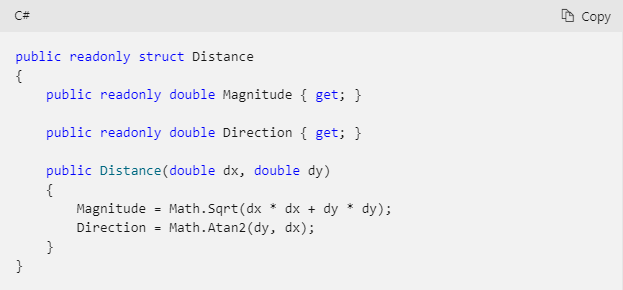 C#
Copy
public readonly struct Distance
{
    public readonly double Magnitude { get; }
    public readonly double Direction { get; }
    public Distance(double dx, double dy)
    {
        Magnitude = Math.Sqrt(dx * dx + dy * dy);
        Direction = Math.Atan2(dy, dx);
    }
}